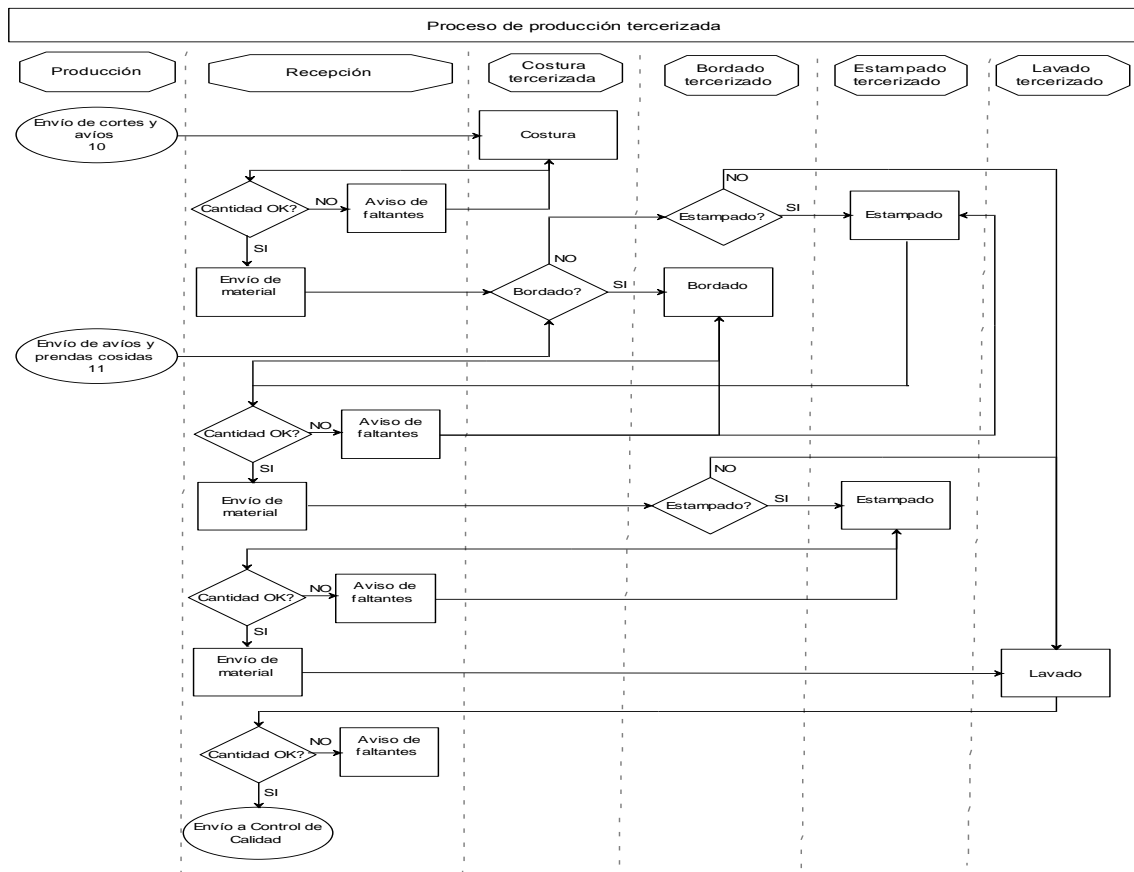 Proceso de producción tercerizada
Producción
Recepción
Costura
tercerizada
Bordado
tercerizado
Estampado
tercerizado
Lavado
tercerizado
Envío de cortes y
avíos
10
Costura
Cantidad OK?
NO
Aviso de
faltantes
SI
Estampado?
NO
SI
Estampado
Envío de
material
Bordado?
NO
SI
Bordado
Envío de avíos y
prendas cosidas
11
Cantidad OK?
NO
Aviso de
faltantes
SI
Envío de
material
Estampado?
NO
SI
Estampado
Cantidad OK?
NO
Aviso de
faltantes
SI
Envío de
material
Lavado
Cantidad OK?
NO
Aviso de
faltantes
SI
Envío a Control de
Calidad